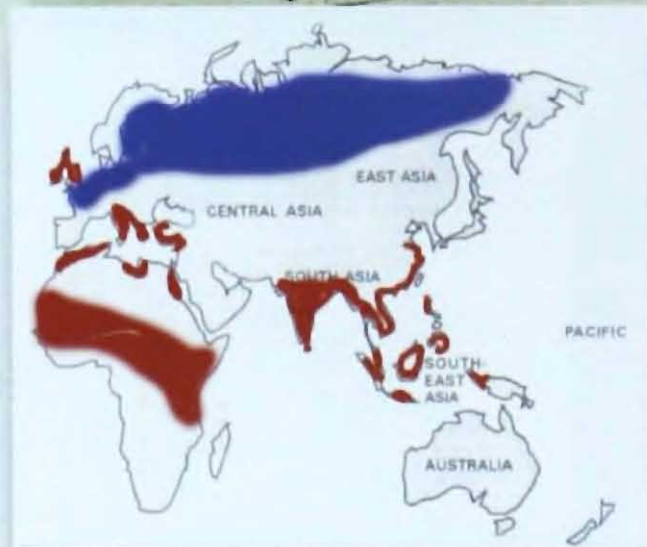 EAST ASIA
CENTRAL ASIA
SOUTH ASIA
PACIFIC
SOUTH-
EAST
ASIA
AUSTRALIA